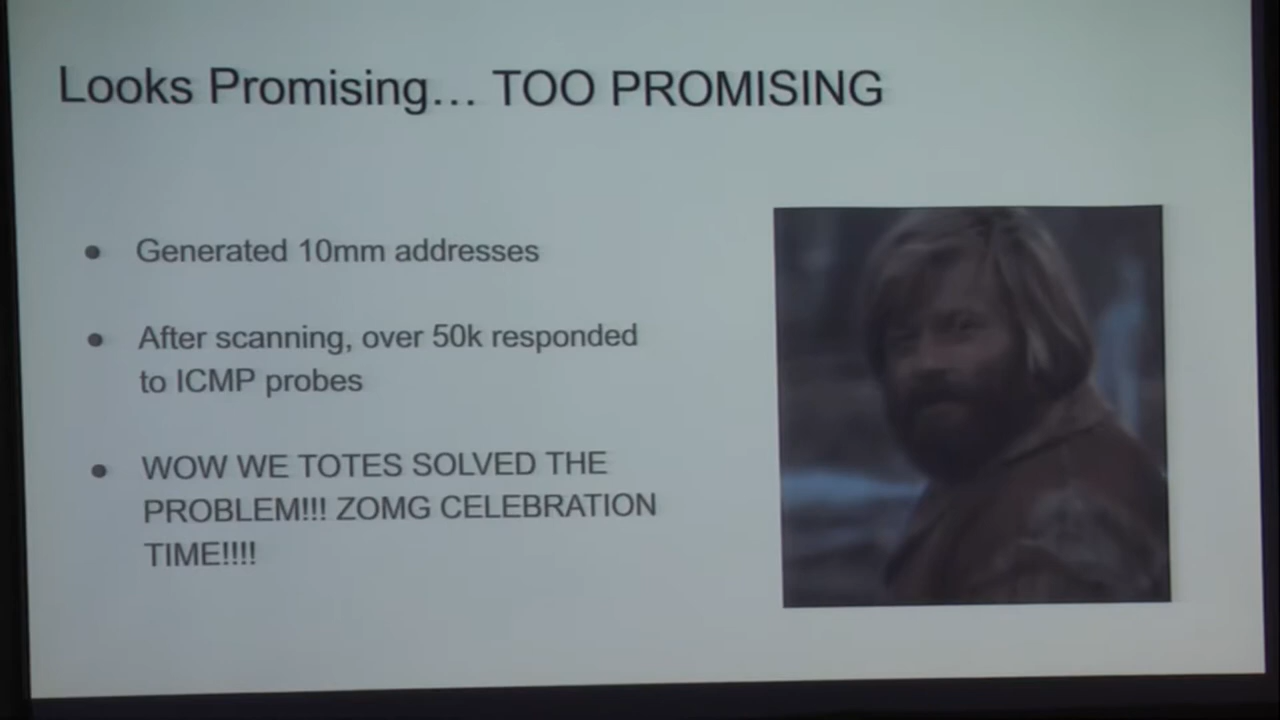 Looks Promising… TOO PROMISING
● Generated 10mm addresses
● After scanning, over 50k responded
to ICMP probes
● WOW WE TOTES SOLVED THE
PROBLEM!!! ZOMG CELEBRATION
TIME!!!!